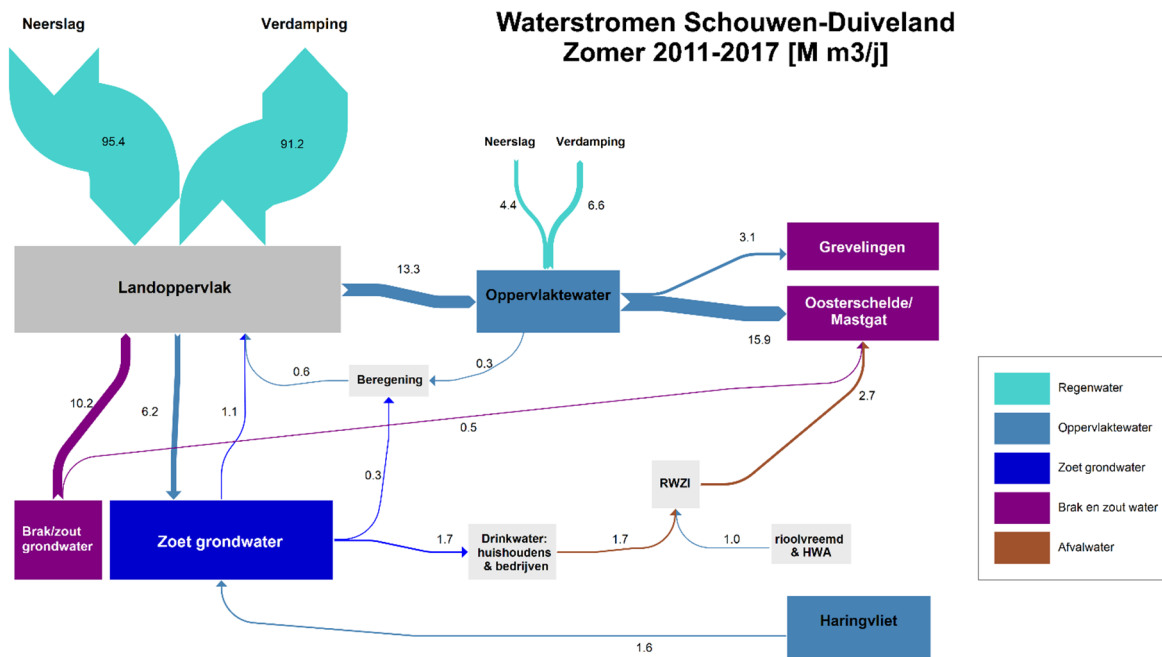 Waterstromen Schouwen-Duiveland
Zomer 2011-2017 [M m3/j]
Neerslag
Verdamping
95.4
91.2
Neerslag
Verdamping
4.4
6.6
Landoppervlak
13.3
Oppervlaktewater
3.1
Grevelingen
Oosterschelde/
Mastgat
15.9
0.3
Beregening
0.6
10.2
6.2
1.1
0.5
2.7
0.3
RWZI
Brak/zout
grondwater
Zoet grondwater
1.7
Drinkwater:
huishoudens
& bedrijven
1.7
1.0
rioolvreemd
& HWA
Haringvliet
1.6
Regenwater
Oppervlaktewater
Zoet grondwater
Brak en zout water
Afvalwater